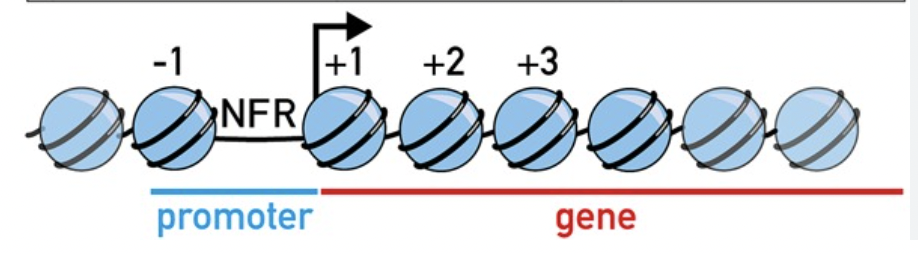 -1 +1 +2 +3
NFR
promoter gene